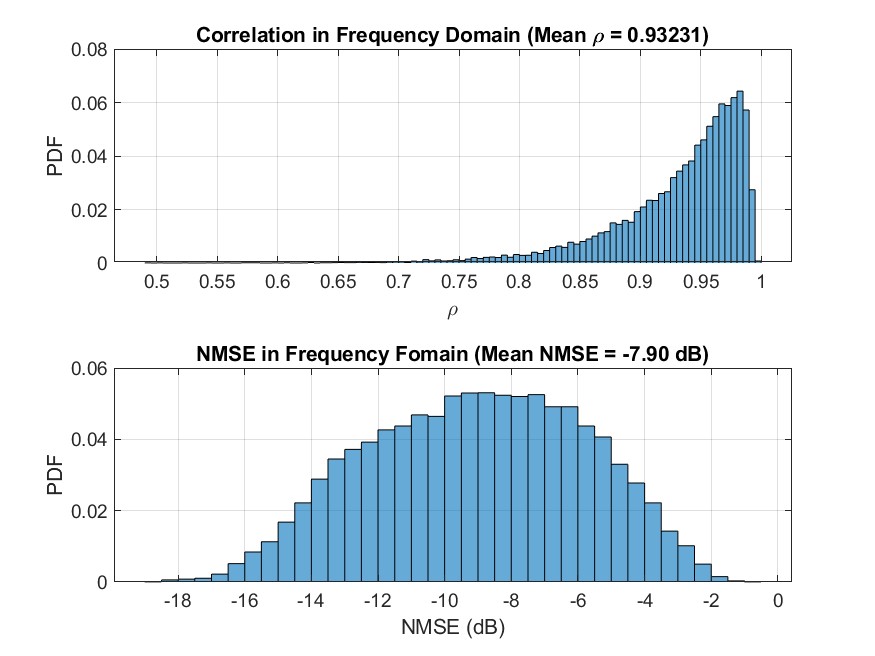 Correlation in Frequency Domain (Mean ρ = 0.93231)
0.08
0.06
0.04
0.02
0
PDF
0.5 0.55 0.6 0.65 0.7 0.75 0.8 0.85 0.9 0.95 1
ρ
NMSE in Frequency Fomain (Mean NMSE = -7.90 dB)
0.06
0.04
0.02
0
PDF
-18 -16 -14 -12 -10 -8 -6 -4 -2 0
NMSE (dB)